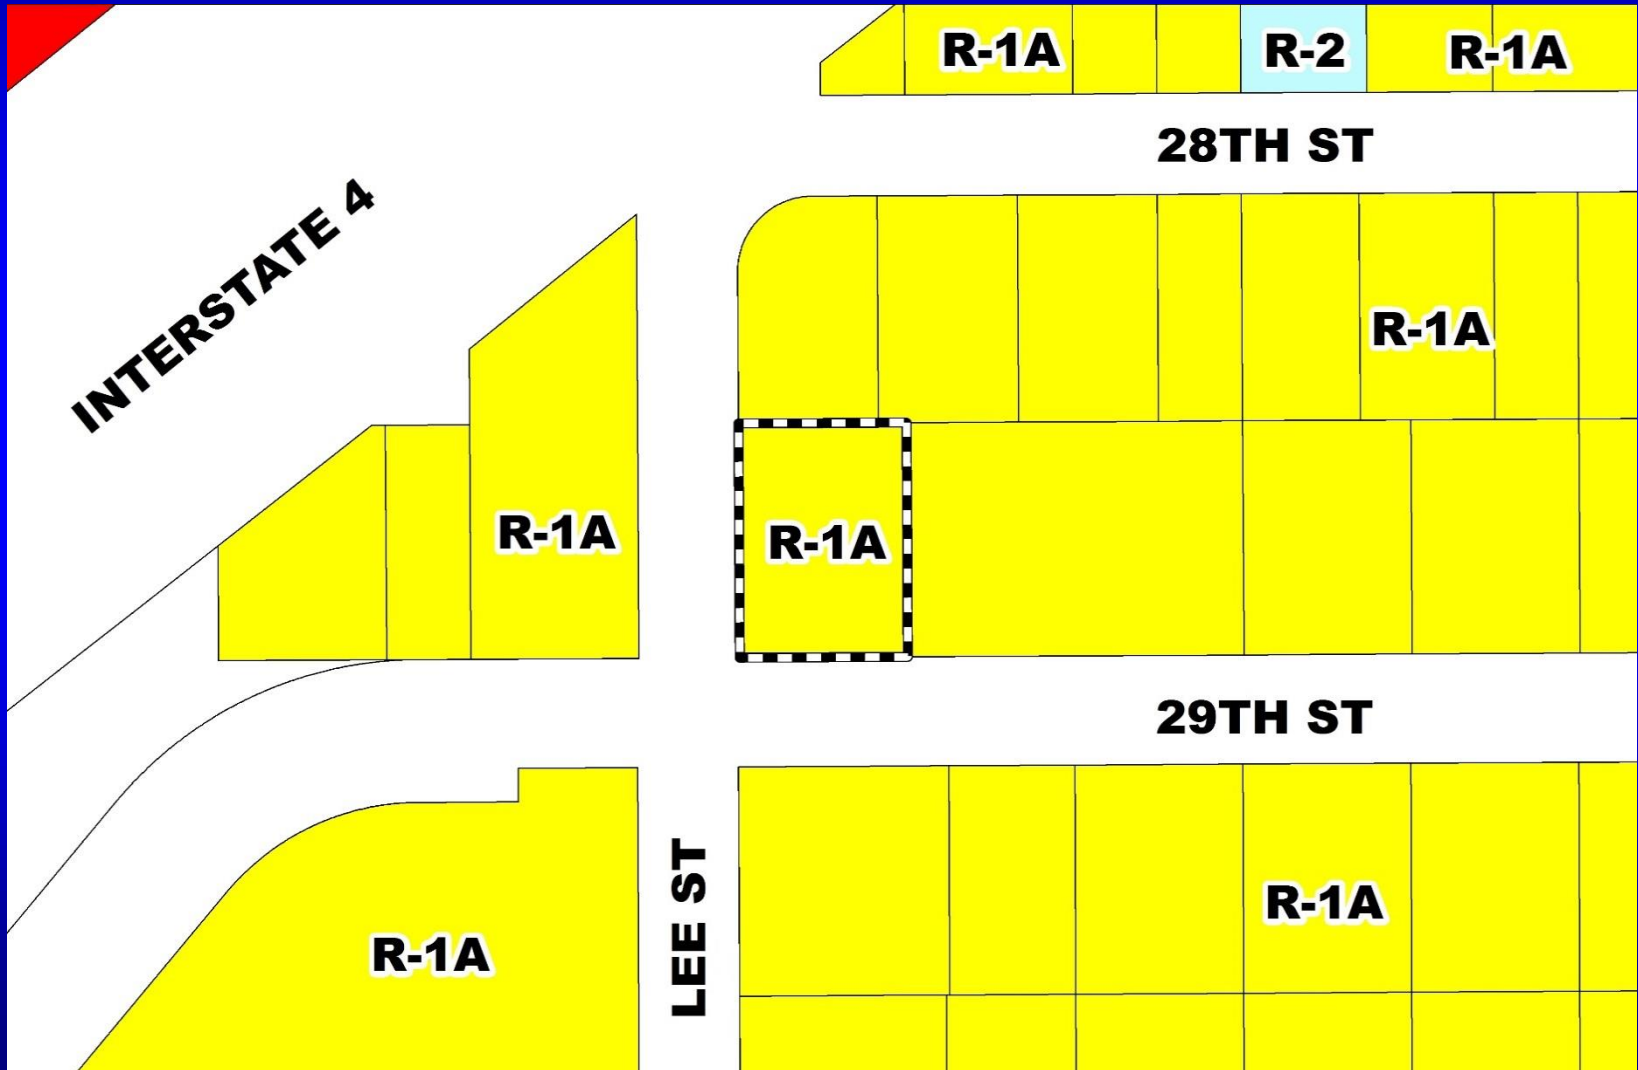 R-1A
R-2
R-1A
28TH ST
INTERSTATE 4
R-1A
R-1A
R-1A
29TH ST
LEE ST
R-1A
R-1A